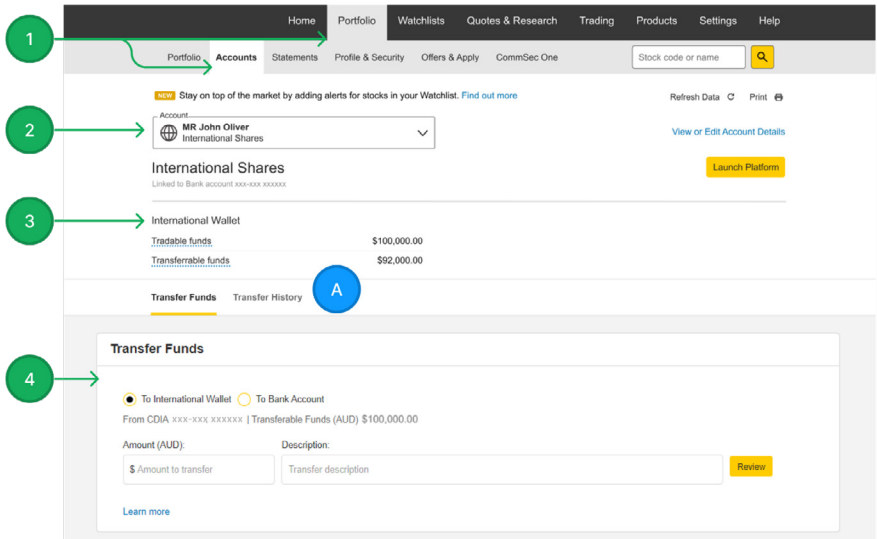 Home Portfolio Watchlists Quotes & Research Trading Products Settings Help
1
Portfolio Accounts Statements Profile & Security Offers & Apply CommSec One Stock code or name
NEW Stay on top of the market by adding alerts for stocks in your Watchlist. Find out more Refresh Data Print
Account
2 MR John Oliver
International Shares
View or Edit Account Details
International Shares Launch Platform
Linked to Bank account xxx-xxx xxxxxx
3 International Wallet
Tradable funds $100,000.00
Transferrable funds $92,000.00
Transfer Funds Transfer History A
Transfer Funds
4
To International Wallet To Bank Account
From CDIA xxx-xxx xxxxxx | Transferable Funds (AUD) $100,000.00
Amount (AUD): Description:
$ Amount to transfer Transfer description Review
Learn more